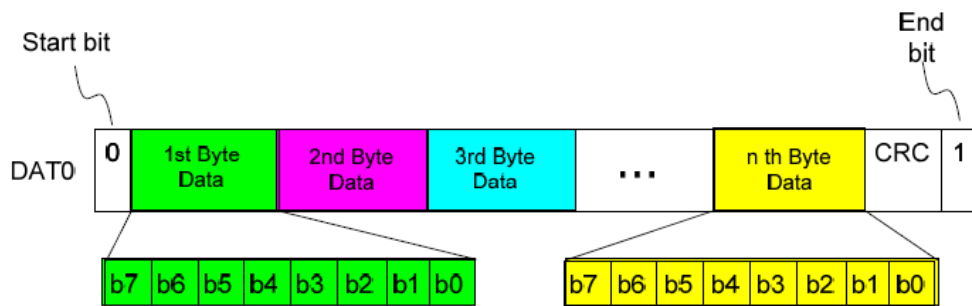 Start bit
End
bit
DAT0
0
1st Byte
Data
2nd Byte
Data
3rd Byte
Data
...
n th Byte
Data
CRC
1
b7 b6 b5 b4 b3 b2 b1 b0
b7 b6 b5 b4 b3 b2 b1 b0